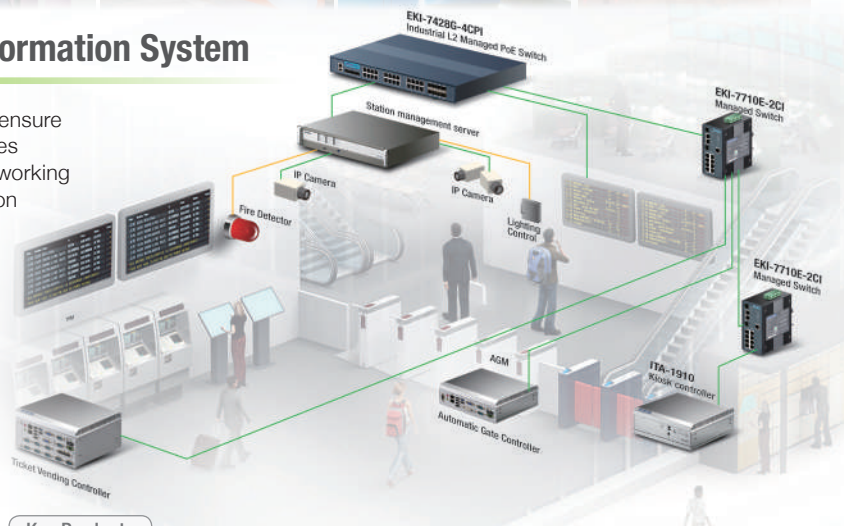 ormation System
ensure
es
working
on
EKI-7428G-4CPI
Industrial L2 Managed PoE Switch
EKI-7710E-2CI
Managed Switch
Station management server
IP Camera
IP Camera
Fire Detector
Lighting
Control
EKI-7710E-2CI
Managed Switch
AGM
ITA-1910
Kiosk controller
Automatic Gate Controller
Ticket Vending Controller